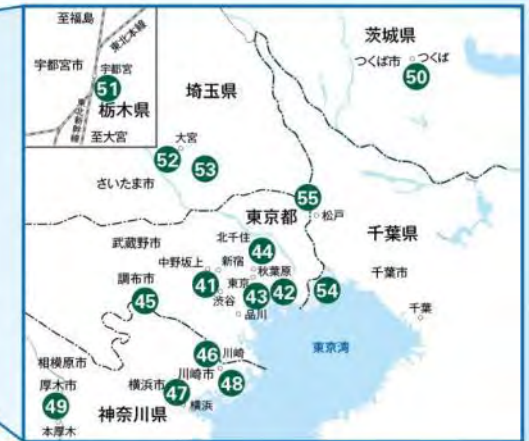 至福島
東北本線
宇都宮市
宇都宮
51
栃木県
東北新幹線
至大宮
茨城県
つくば市
つくば
50
埼玉県
大宮
52
53
さいたま市
55
東京都
松戸
千葉県
武蔵野市
北千住
44
中野坂上
新宿
秋葉原
千葉市
調布市
41
東京
54
45
渋谷
43
42
千葉
品川
東京湾
46
川崎
相模原市
川崎市
厚木市
横浜市
48
49
47
横浜
本厚木
神奈川県